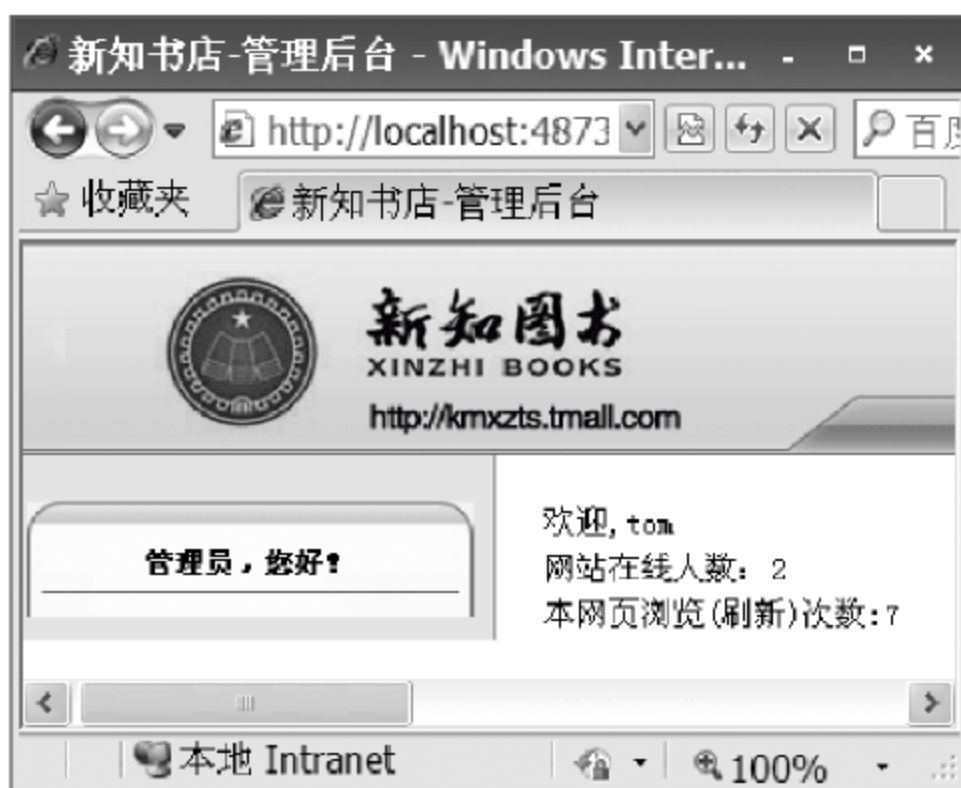 新知书店-管理后台 - Windows Inter...
http://localhost:4873
百度
收藏夹
新知书店-管理后台
新知图书
XINZHI BOOKS
http://kmxzts.tmall.com
管理员，您好！
欢迎,tom
网站在线人数：2
本网页浏览(刷新)次数:7
本地 Intranet
100%